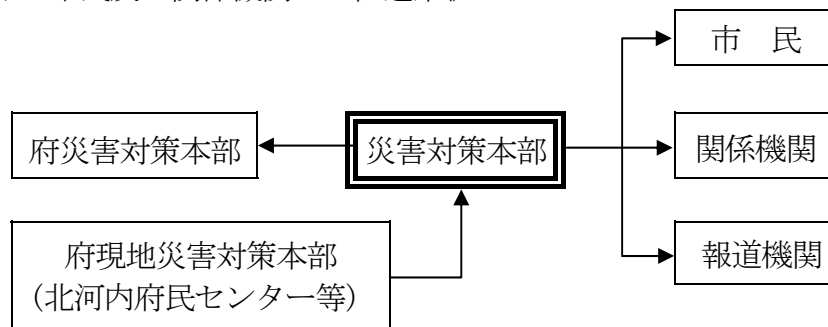 市　民
府災害対策本部
災害対策本部
関係機関
府現地災害対策本部
（北河内府民センター等）
報道機関